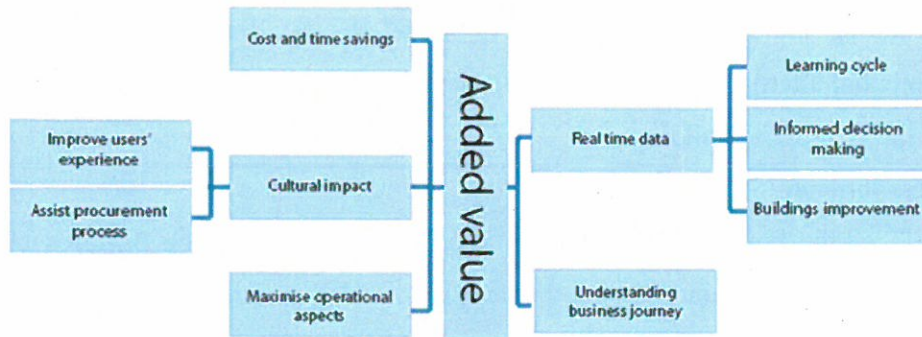 Cost and time savings
Improve users'
experience
Assist procurement
process
Cultural impact
Maximise operational
aspects
Added value
Real time data
Understanding
business journey
Learning cycle
Informed decision
making
Buildings improvement